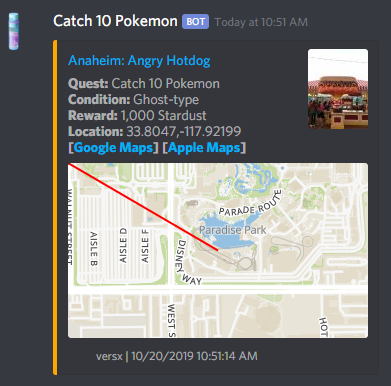 Catch 10 Pokemon BOT Today at 10:51 AM
Anaheim: Angry Hotdog
Quest: Catch 10 Pokemon
Condition: Ghost-type
Reward: 1,000 Stardust
Location: 33.8047,-117.92199
[Google Maps] [Apple Maps]
WALNUT STREET
AISLE B
AISLE D
AISLE F
DISNEY WAY
PARADE ROUTE
Paradise Park
WEST S
HOT
versx | 10/20/2019 10:51:14 AM